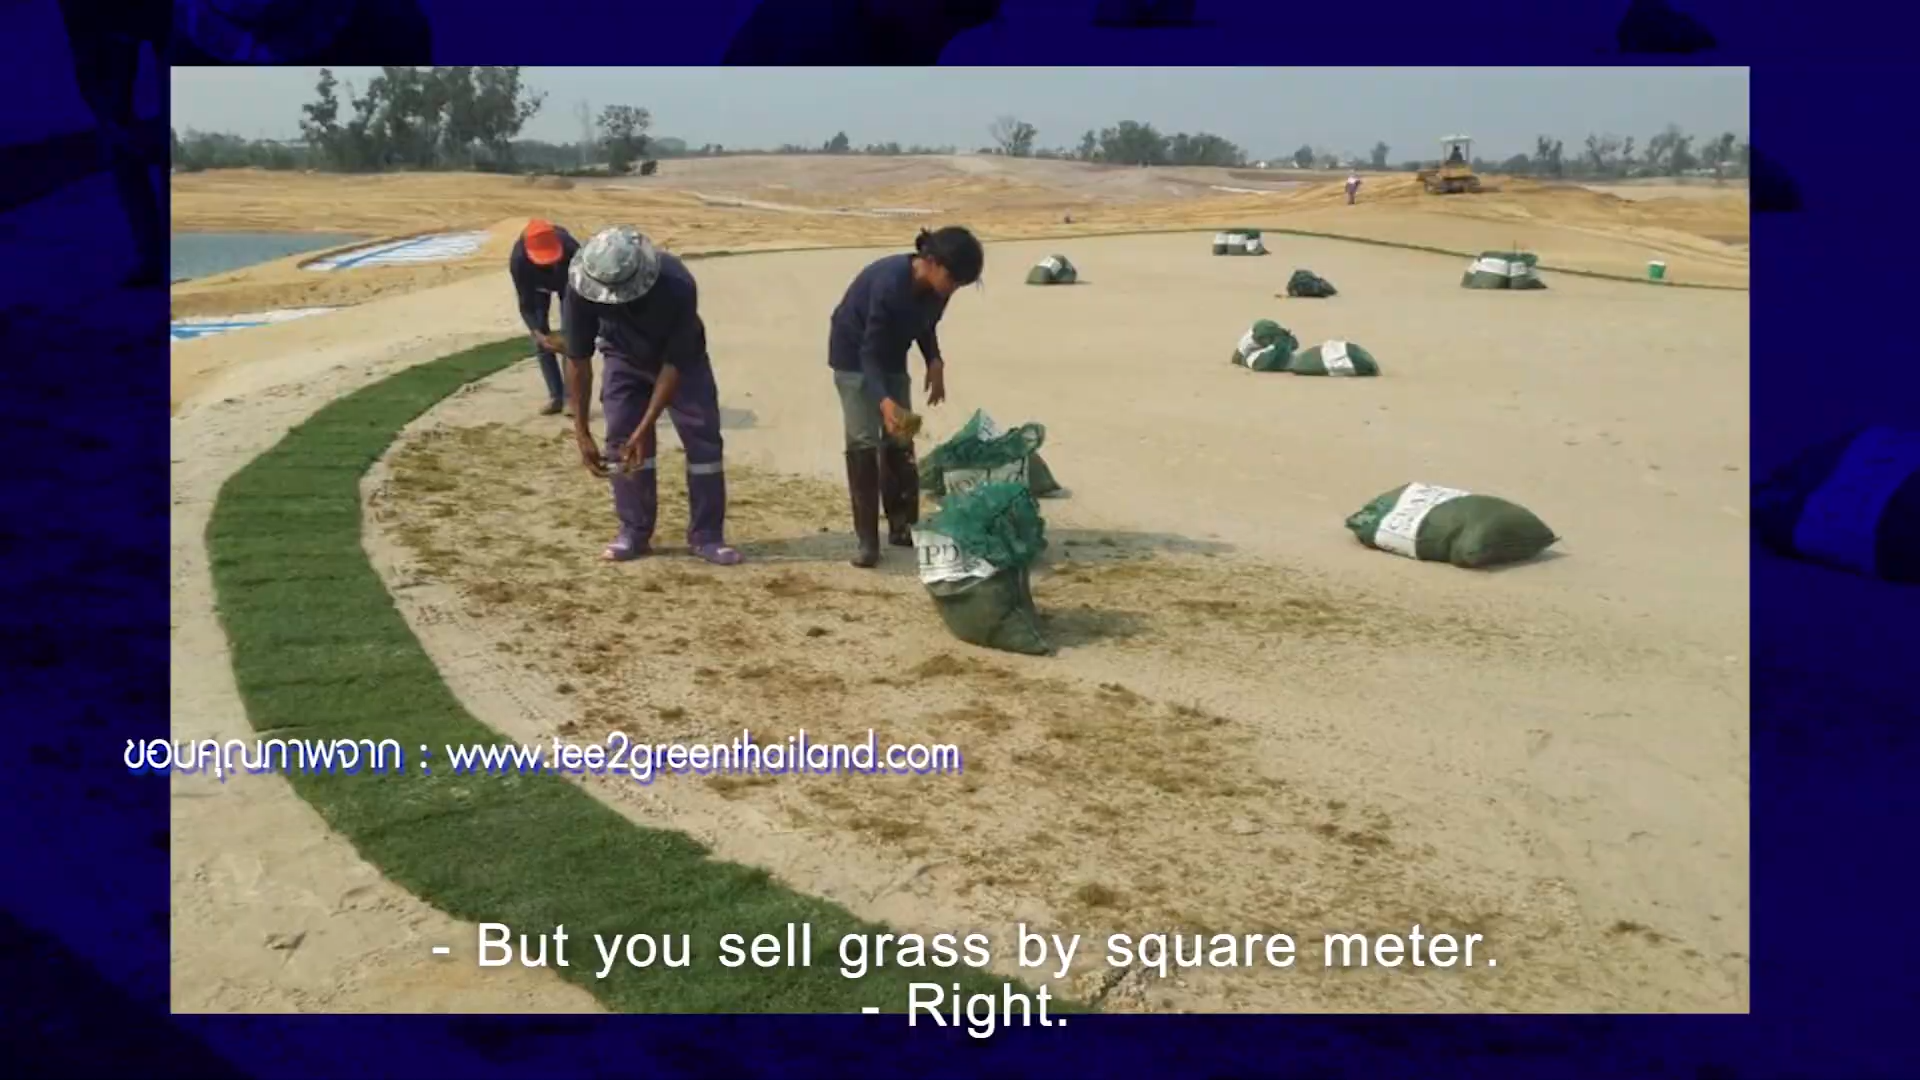 ขอบคุณภาพจาก : www.tee2greenthailand.com
- But you sell grass by square meter.
- Right.